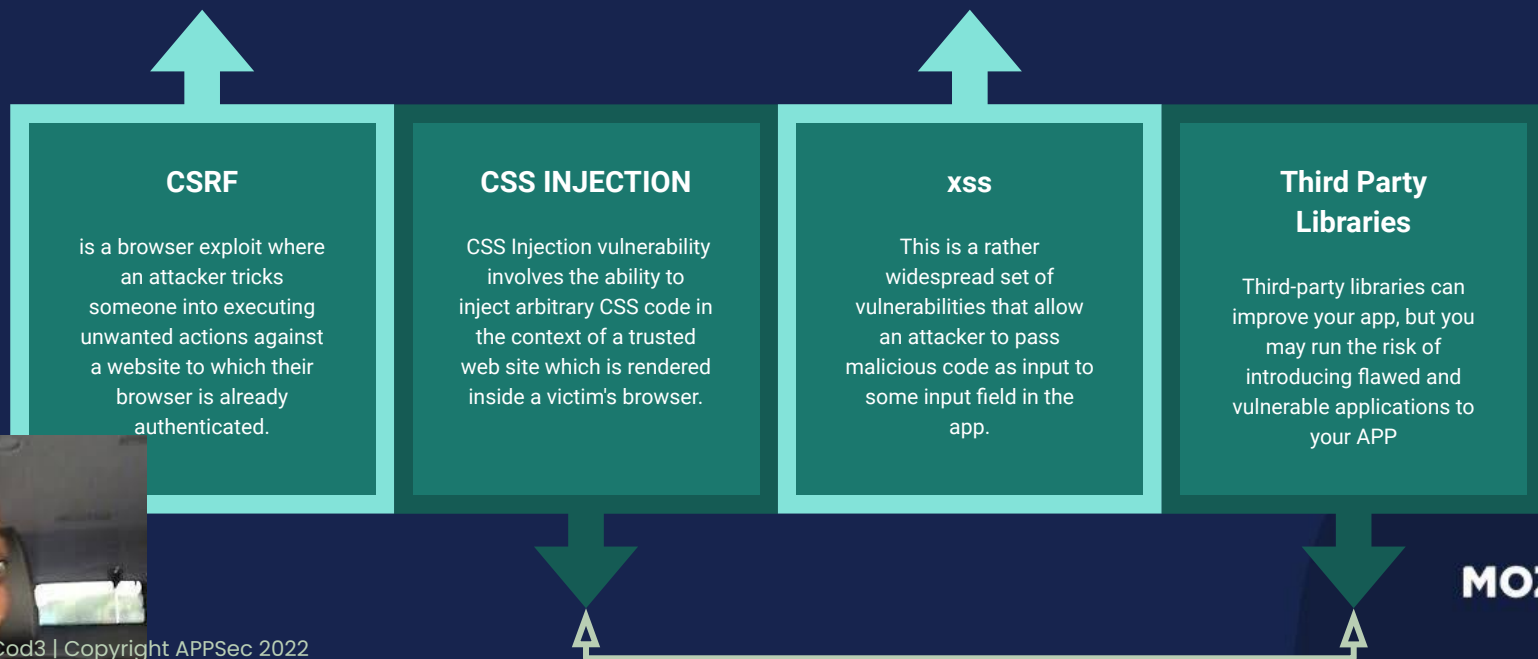 CSRF
is a browser exploit where
an attacker tricks
someone into executing
unwanted actions against
a website to which their
browser is already
authenticated.
CSS INJECTION
CSS Injection vulnerability
involves the ability to
inject arbitrary CSS code in
the context of a trusted
web site which is rendered
inside a victim's browser.
xss
This is a rather
widespread set of
vulnerabilities that allow
an attacker to pass
malicious code as input to
some input field in the
app.
Third Party
Libraries
Third-party libraries can
improve your app, but you
may run the risk of
introducing flawed and
vulnerable applications to
your APP
Cod3 | Copyright APPSec 2022